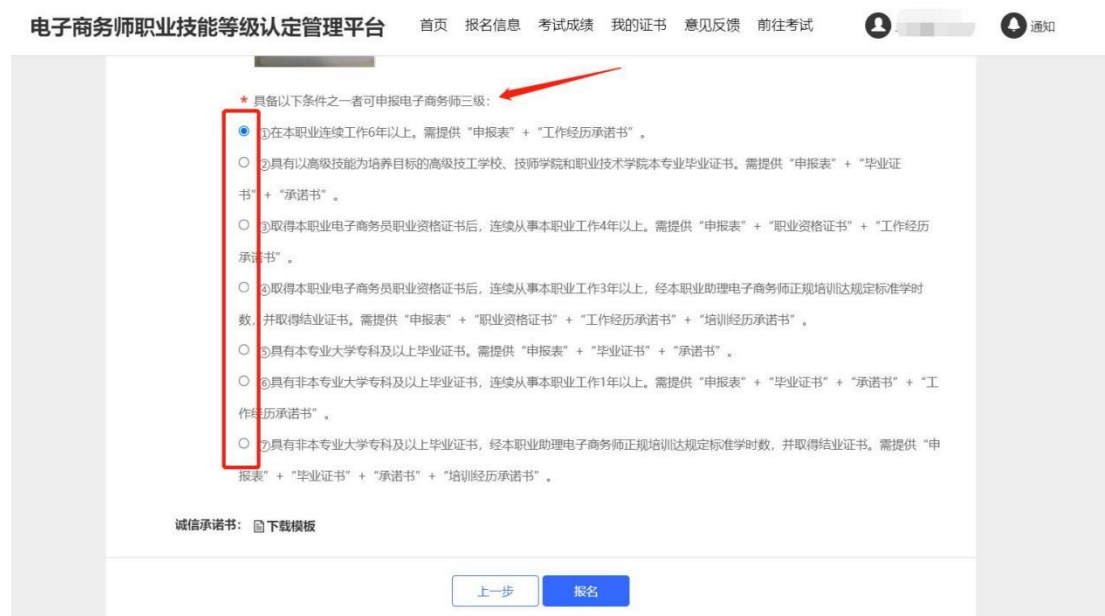 电子商务师职业技能等级认定管理平台 首页 报名信息 考试成绩 我的证书 意见反馈 前往考试 通知
* 具备以下条件之一者可申报电子商务师三级：
①在本职业连续工作6年以上。需提供“申报表”+“工作经历承诺书”。
②具有以高级技能为培养目标的高级技工学校、技师学院和职业技术学院本专业毕业证书。需提供“申报表”+“毕业证
书”+“承诺书”。
③取得本职业电子商务员职业资格证书后，连续从事本职业工作4年以上。需提供“申报表”+“职业资格证书”+“工作经历
承诺书”。
④取得本职业电子商务员职业资格证书后，连续从事本职业工作3年以上，经本职业助理电子商务师正规培训达规定标准学时
数，并取得结业证书。需提供“申报表”+“职业资格证书”+“工作经历承诺书”+“培训经历承诺书”。
⑤具有本专业大学专科及以上毕业证书。需提供“申报表”+“毕业证书”+“承诺书”。
⑥具有非本专业大学专科及以上毕业证书，连续从事本职业工作1年以上。需提供“申报表”+“毕业证书”+“承诺书”+“工
作经历承诺书”。
⑦具有非本专业大学专科及以上毕业证书，经本职业助理电子商务师正规培训达规定标准学时数，并取得结业证书。需提供“申
报表”+“毕业证书”+“承诺书”+“培训经历承诺书”。
诚信承诺书： 下载模板
上一步 报名